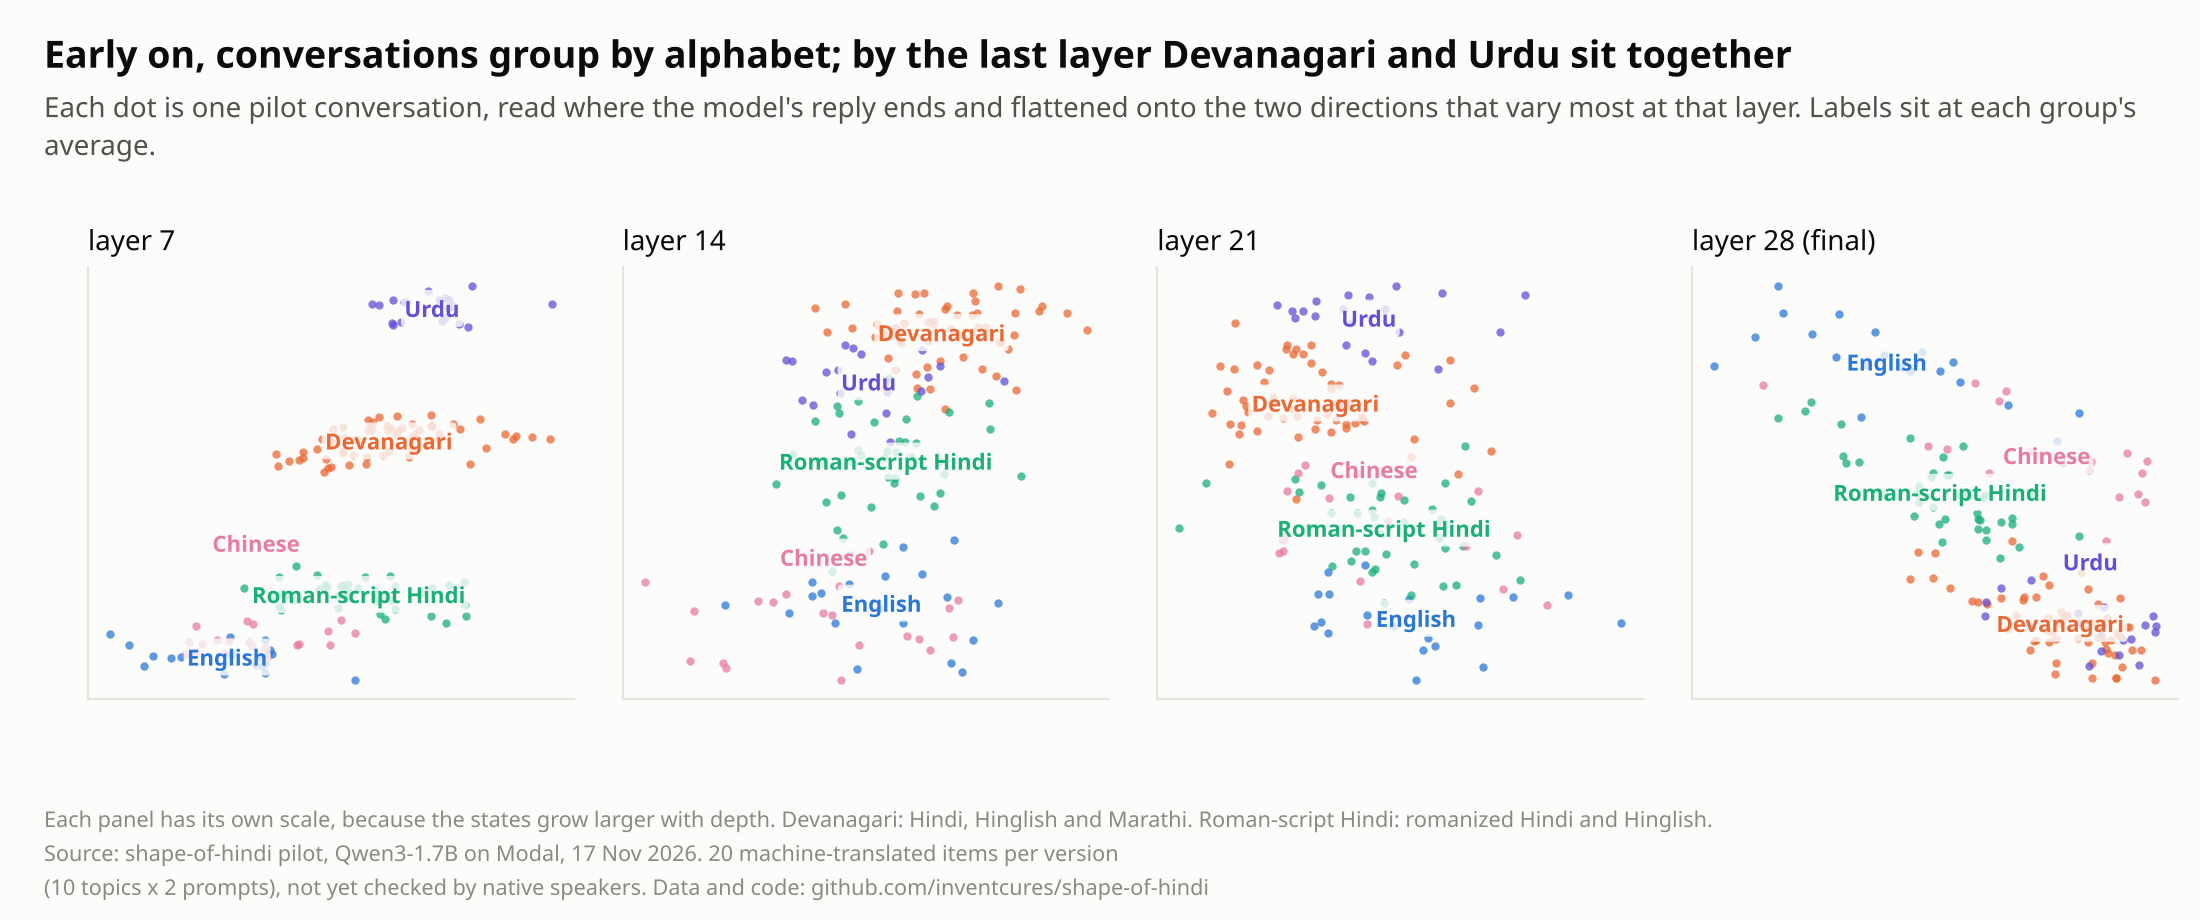 Early on, conversations group by alphabet; by the last layer Devanagari and Urdu sit together
Each dot is one pilot conversation, read where the model's reply ends and flattened onto the two directions that vary most at that layer. Labels sit at each group's
average.
layer 7
layer 14
layer 21
layer 28 (final)
Urdu
Devanagari
Chinese
Roman-script Hindi
English
Devanagari
Urdu
Roman-script Hindi
Chinese
English
Urdu
Devanagari
Chinese
Roman-script Hindi
English
English
Chinese
Roman-script Hindi
Urdu
Devanagari
Each panel has its own scale, because the states grow larger with depth. Devanagari: Hindi, Hinglish and Marathi. Roman-script Hindi: romanized Hindi and Hinglish.
Source: shape-of-hindi pilot, Qwen3-1.7B on Modal, 17 Nov 2026. 20 machine-translated items per version
(10 topics x 2 prompts), not yet checked by native speakers. Data and code: github.com/inventcures/shape-of-hindi